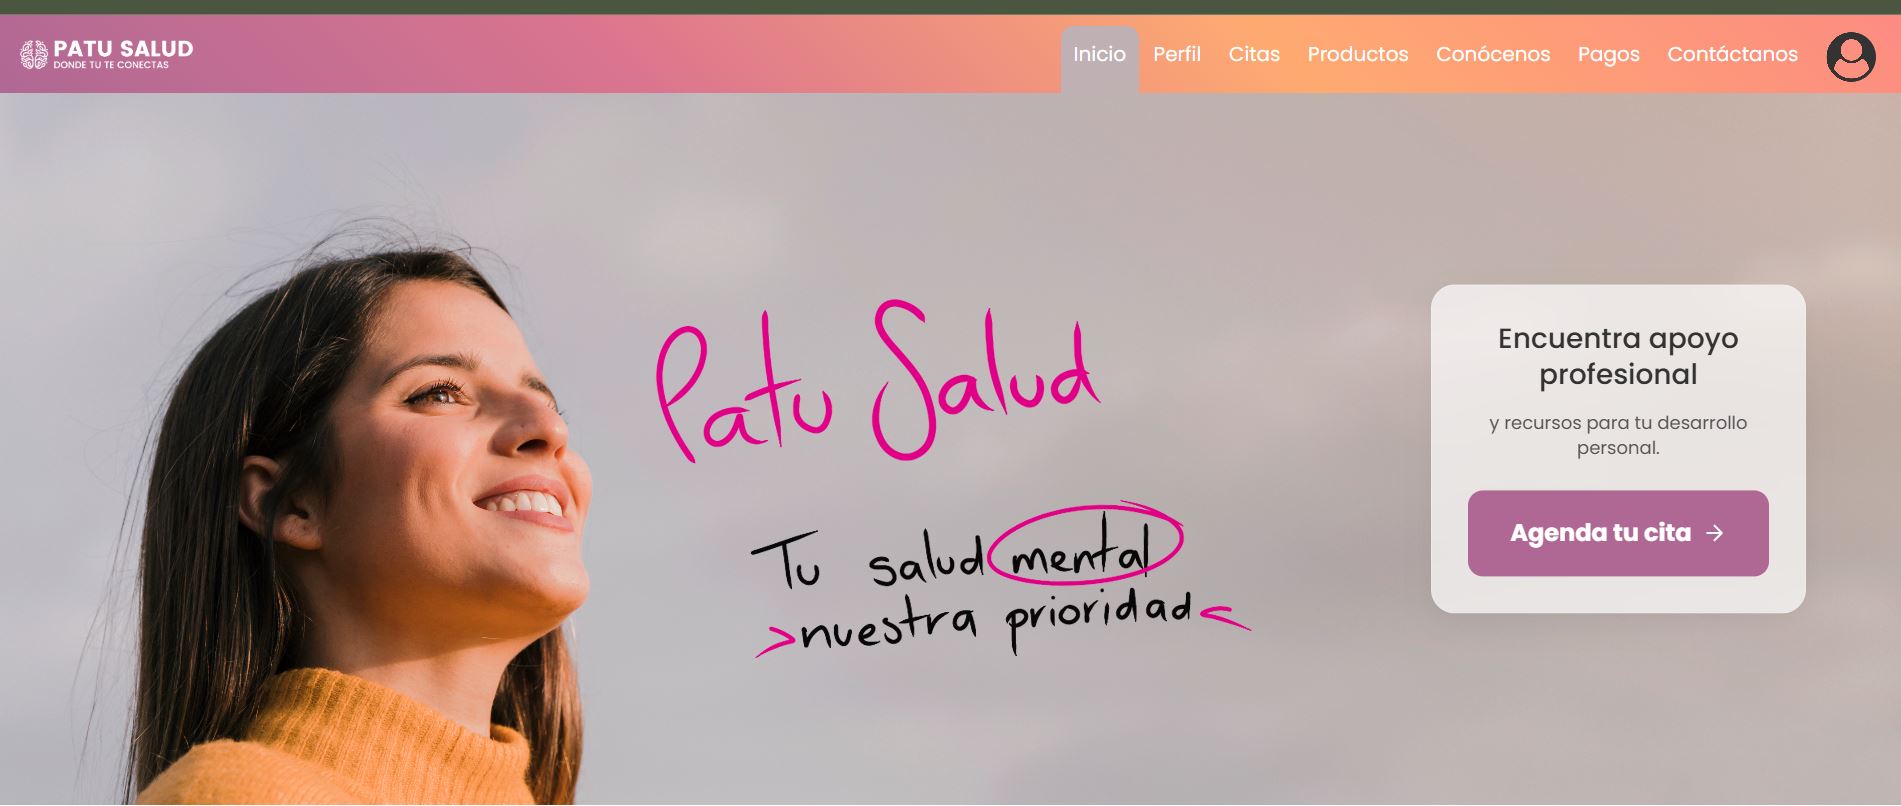 PATU SALUD
DONDE TU TE CONECTAS
Inicio Perfil Citas Productos Conócenos Pagos Contáctanos
Patu Salud
Tu salud mental
>nuestra prioridad<
Encuentra apoyo
profesional
y recursos para tu desarrollo
personal.
Agenda tu cita →